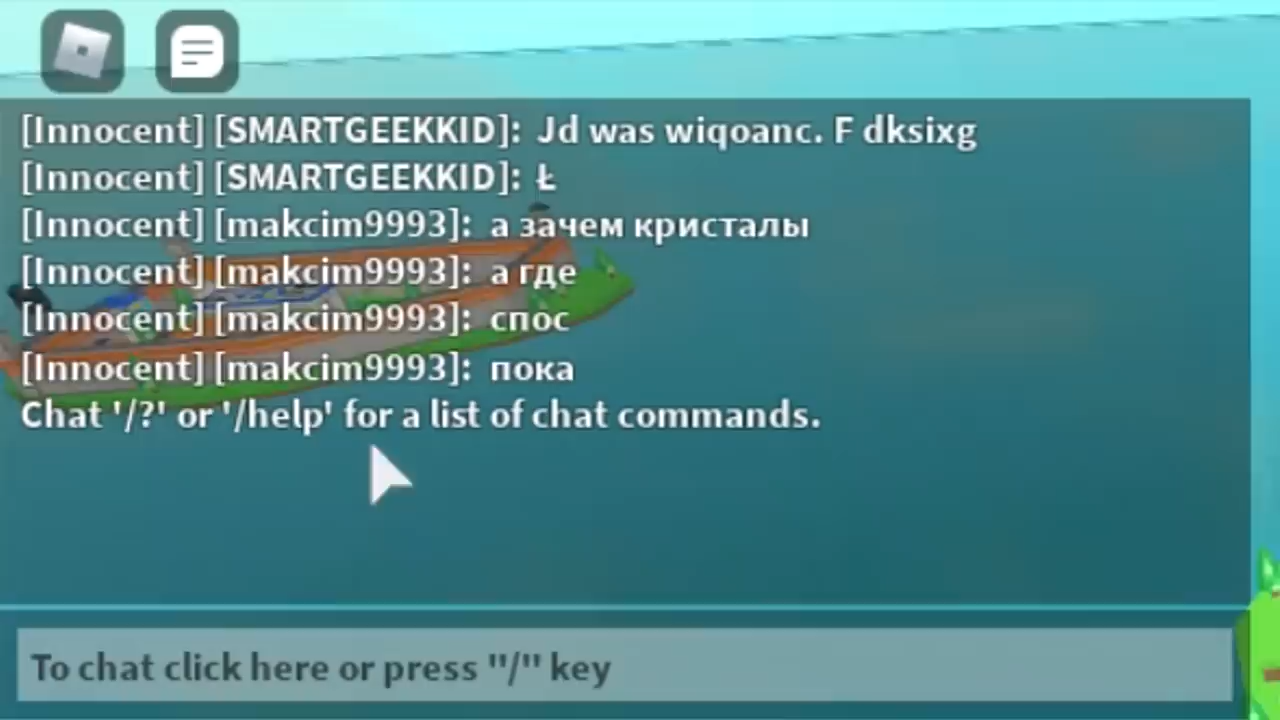 [Innocent] [SMARTGEEKKID]: Jd was wiqoanc. F dksixg
[Innocent] [SMARTGEEKKID]: Ł
[Innocent] [makcim9993]: а зачем кристалы
[Innocent] [makcim9993]: а где
[Innocent] [makcim9993]: спос
[Innocent] [makcim9993]: пока
Chat '/?' or '/help' for a list of chat commands.
To chat click here or press "/" key